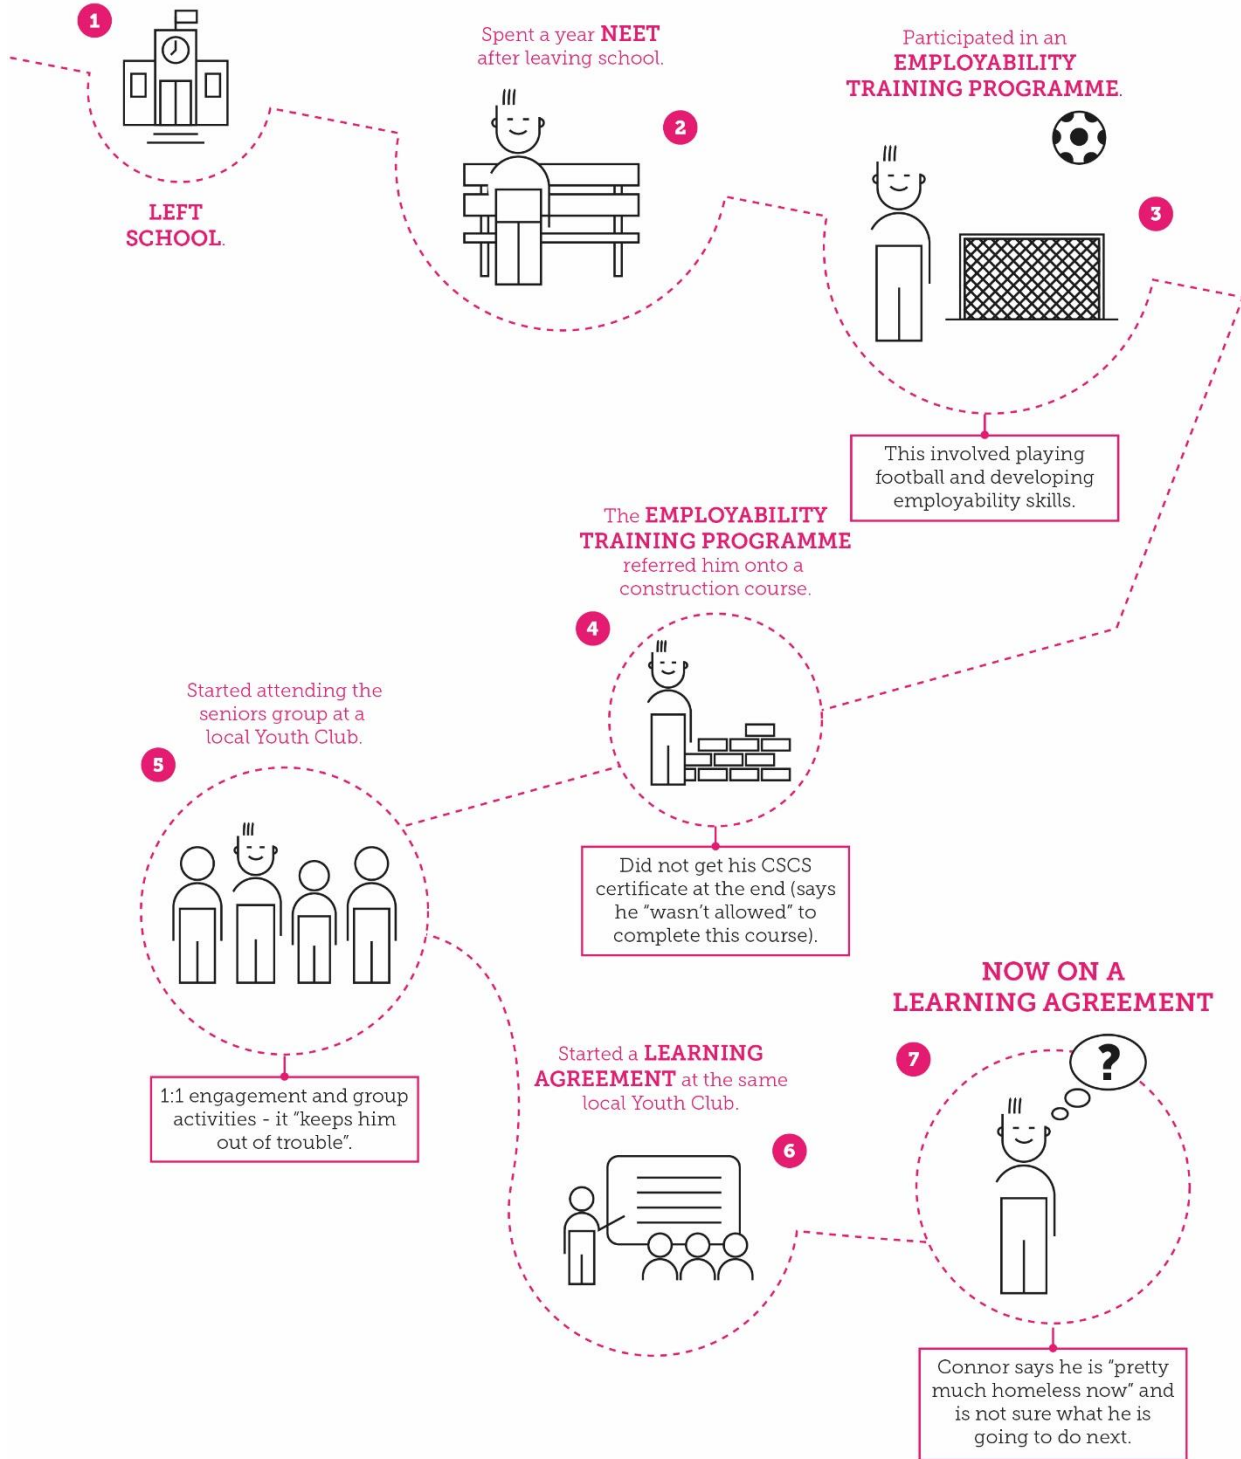 1
LEFT
SCHOOL.
Spent a year NEET
after leaving school.
2
Participated in an
EMPLOYABILITY
TRAINING PROGRAMME.
3
This involved playing
football and developing
employability skills.
The EMPLOYABILITY
TRAINING PROGRAMME
referred him onto a
construction course.
4
Did not get his CSCS
certificate at the end (says
he "wasn't allowed" to
complete this course).
Started attending the
seniors group at a
local Youth Club.
5
1:1 engagement and group
activities - it "keeps him
out of trouble".
Started a LEARNING
AGREEMENT at the same
local Youth Club.
6
NOW ON A
LEARNING AGREEMENT
7
?
Connor says he is "pretty
much homeless now" and
is not sure what he is
going to do next.